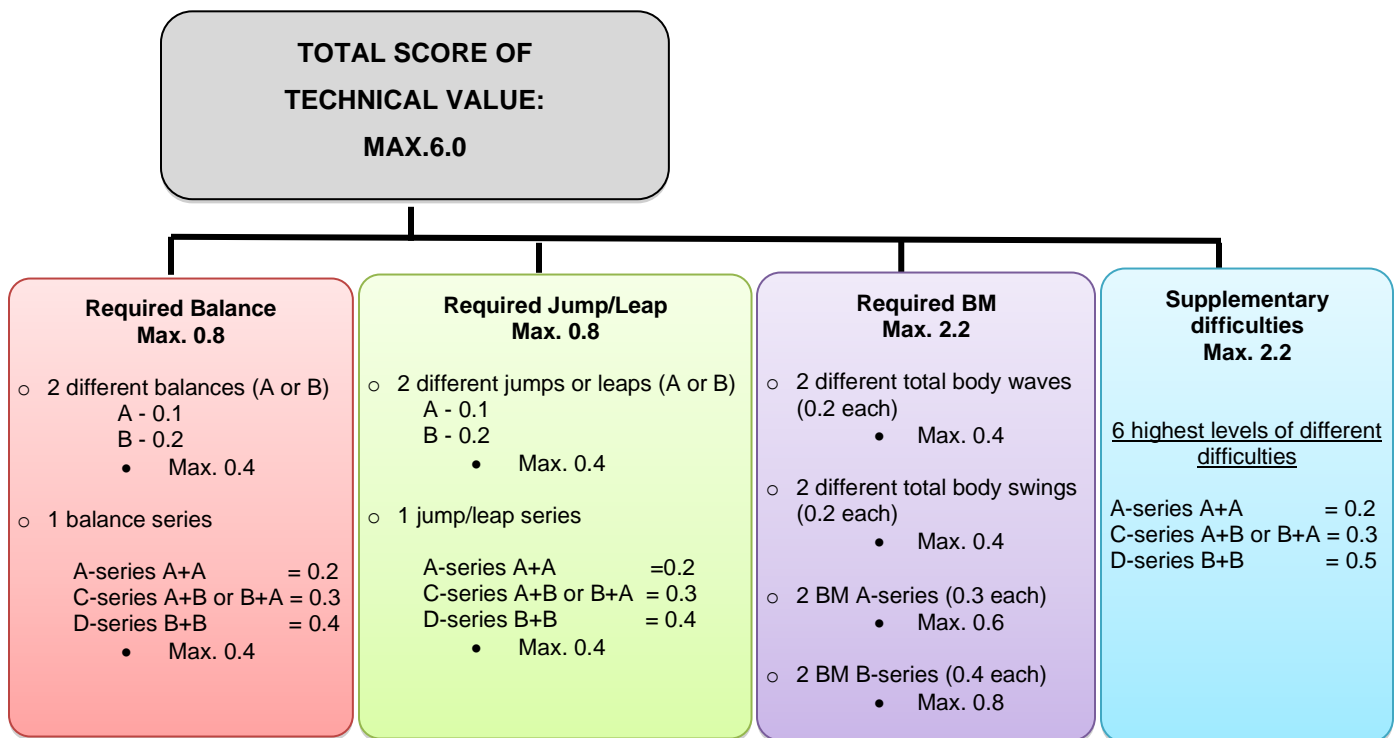 TOTAL SCORE OF
TECHNICAL VALUE:
MAX.6.0
Required Balance
Max. 0.8
o 2 different balances (A or B)
A - 0.1
B - 0.2
• Max. 0.4
o 1 balance series
A-series A+A = 0.2
C-series A+B or B+A = 0.3
D-series B+B = 0.4
• Max. 0.4
Required Jump/Leap
Max. 0.8
o 2 different jumps or leaps (A or B)
A - 0.1
B - 0.2
• Max. 0.4
o 1 jump/leap series
A-series A+A =0.2
C-series A+B or B+A = 0.3
D-series B+B = 0.4
• Max. 0.4
Required BM
Max. 2.2
o 2 different total body waves
(0.2 each)
• Max. 0.4
o 2 different total body swings
(0.2 each)
• Max. 0.4
o 2 BM A-series (0.3 each)
• Max. 0.6
o 2 BM B-series (0.4 each)
• Max. 0.8
Supplementary
difficulties
Max. 2.2
6 highest levels of different
difficulties
A-series A+A = 0.2
C-series A+B or B+A = 0.3
D-series B+B = 0.5